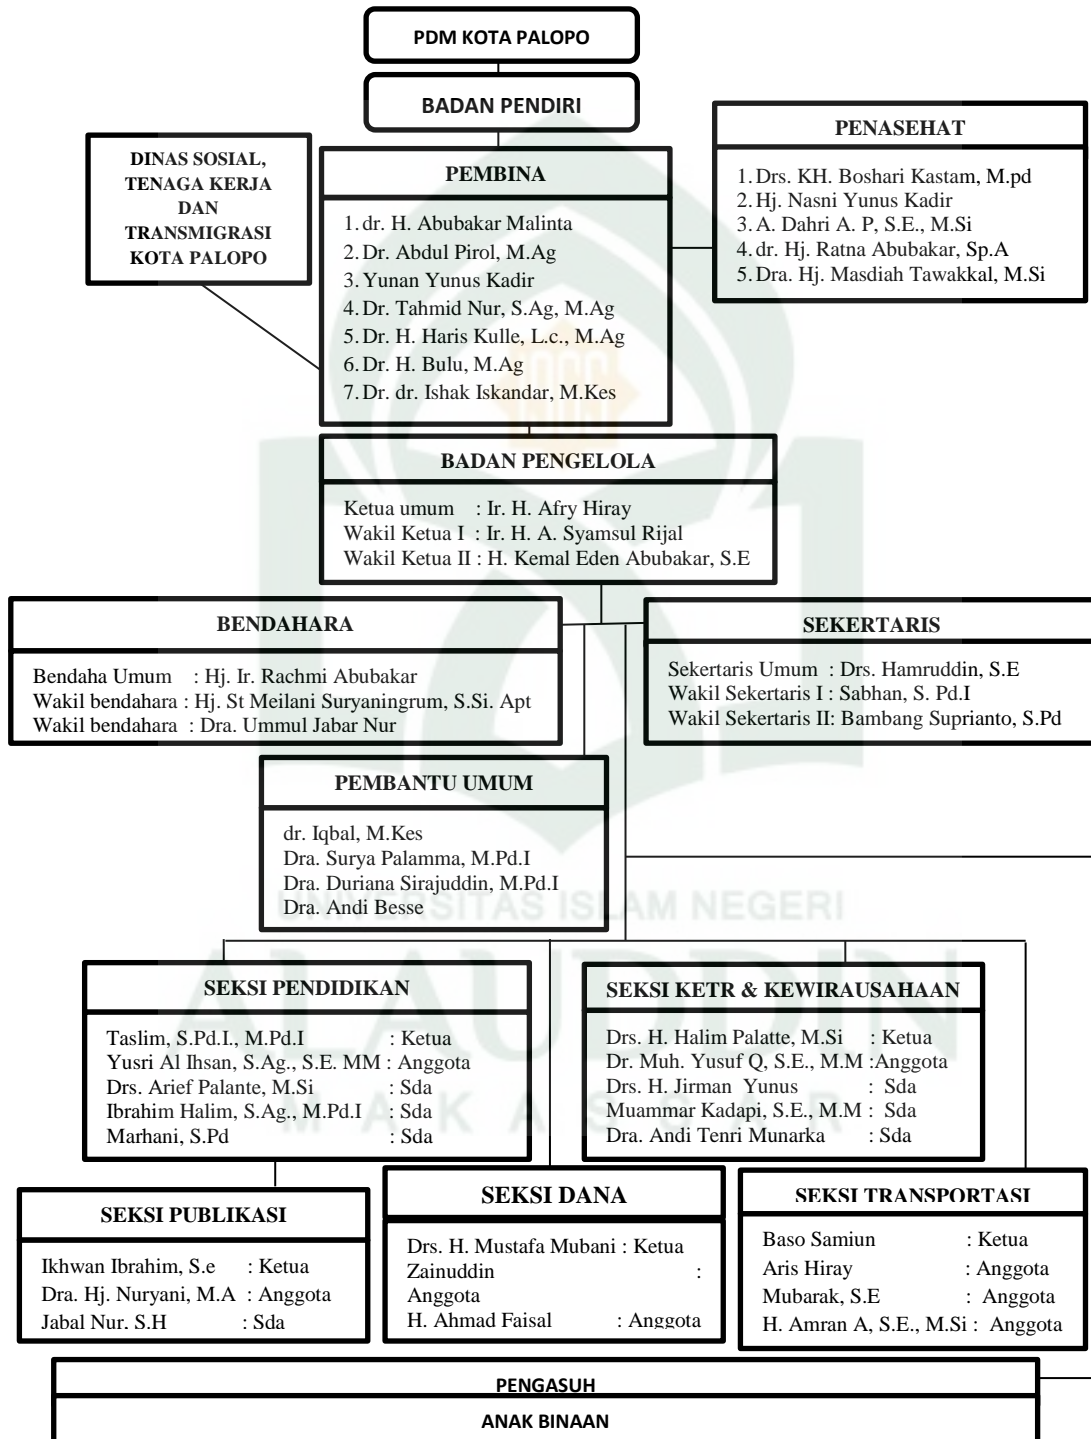 PDM KOTA PALOPO
BADAN PENDIRI
DINAS SOSIAL,
TENAGA KERJA
DAN
TRANSMIGRASI
KOTA PALOPO
PEMBINA
1. dr. H. Abubakar Malinta
2. Dr. Abdul Pirol, M.Ag
3. Yunan Yunus Kadir
4. Dr. Tahmid Nur, S.Ag, M.Ag
5. Dr. H. Haris Kulle, L.c., M.Ag
6. Dr. H. Bulu, M.Ag
7. Dr. dr. Ishak Iskandar, M.Kes
PENASEHAT
1. Drs. KH. Boshari Kastam, M.pd
2. Hj. Nasni Yunus Kadir
3. A. Dahri A. P, S.E., M.Si
4. dr. Hj. Ratna Abubakar, Sp.A
5. Dra. Hj. Masdiah Tawakkal, M.Si
BADAN PENGELOLA
Ketua umum : Ir. H. Afry Hiray
Wakil Ketua I : Ir. H. A. Syamsul Rijal
Wakil Ketua II : H. Kemal Eden Abubakar, S.E
BENDAHARA
Bendaha Umum : Hj. Ir. Rachmi Abubakar
Wakil bendahara : Hj. St Meilani Suryaningrum, S.Si. Apt
Wakil bendahara : Dra. Ummul Jabar Nur
SEKERTARIS
Sekertaris Umum : Drs. Hamruddin, S.E
Wakil Sekertaris I : Sabhan, S. Pd.I
Wakil Sekertaris II: Bambang Suprianto, S.Pd
PEMBANTU UMUM
dr. Iqbal, M.Kes
Dra. Surya Palamma, M.Pd.I
Dra. Duriana Sirajuddin, M.Pd.I
Dra. Andi Besse
UNIVERSITAS ISLAM NEGERI
ALAUDDIN
MAKASSAR
SEKSI PENDIDIKAN
Taslim, S.Pd.I., M.Pd.I : Ketua
Yusri Al Ihsan, S.Ag., S.E. MM : Anggota
Drs. Arief Palante, M.Si : Sda
Ibrahim Halim, S.Ag., M.Pd.I : Sda
Marhani, S.Pd : Sda
SEKSI KETR & KEWIRAUSAHAAN
Drs. H. Halim Palatte, M.Si : Ketua
Dr. Muh. Yusuf Q, S.E., M.M :Anggota
Drs. H. Jirman Yunus : Sda
Muammar Kadapi, S.E., M.M : Sda
Dra. Andi Tenri Munarka : Sda
SEKSI PUBLIKASI
Ikhwan Ibrahim, S.e : Ketua
Dra. Hj. Nuryani, M.A : Anggota
Jabal Nur. S.H : Sda
SEKSI DANA
Drs. H. Mustafa Mubani : Ketua
Zainuddin :
Anggota
H. Ahmad Faisal : Anggota
SEKSI TRANSPORTASI
Baso Samiun : Ketua
Aris Hiray : Anggota
Mubarak, S.E : Anggota
H. Amran A, S.E., M.Si : Anggota
PENGASUH
ANAK BINAAN